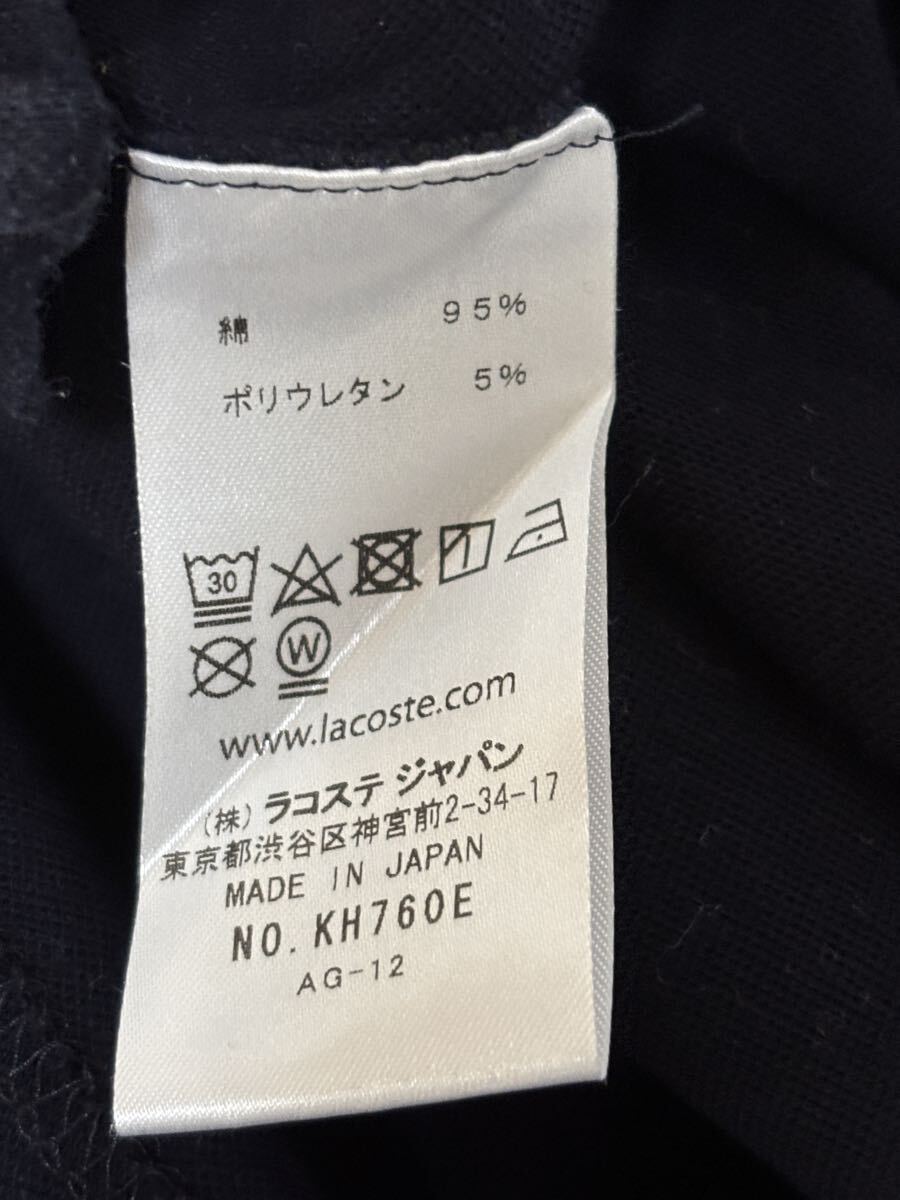 綿 95%
ポリウレタン 5%
30
W
www.lacoste.com
(株) ラコステ ジャパン
東京都渋谷区神宮前2-34-17
MADE IN JAPAN
NO. KH760E
AG-12